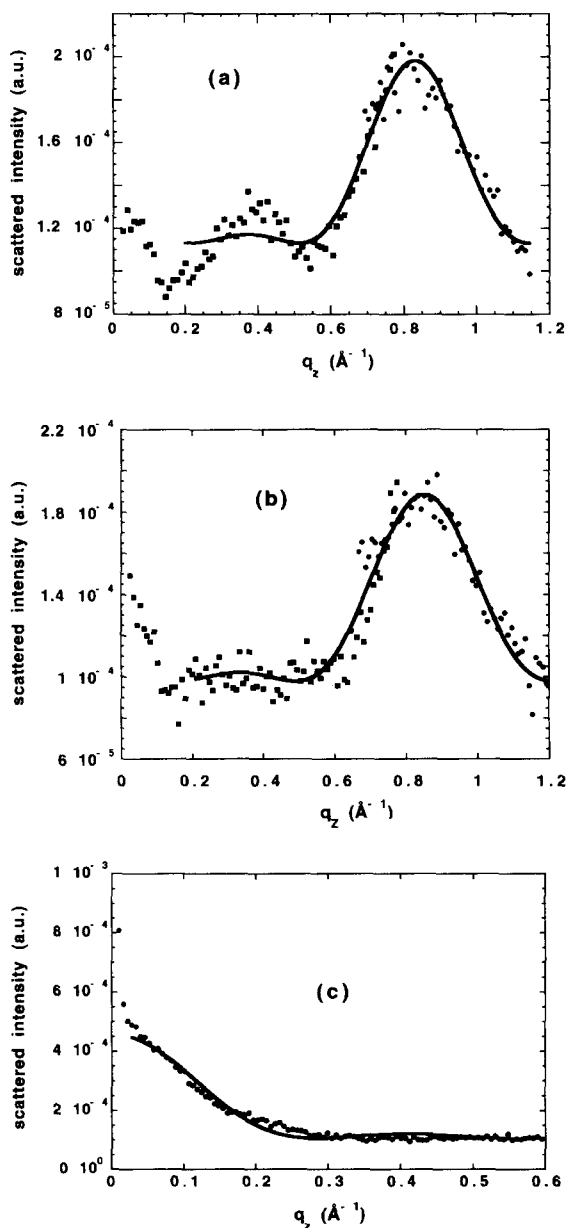 2 10⁻⁴
(a)
1.6 10⁻⁴
1.2 10⁻⁴
8 10⁻⁵
scattered intensity (a.u.)
0 0.2 0.4 0.6 0.8 1 1.2
q_z (Å⁻¹)
2.2 10⁻⁴
(b)
1.8 10⁻⁴
1.4 10⁻⁴
1 10⁻⁴
6 10⁻⁵
scattered intensity (a.u.)
0 0.2 0.4 0.6 0.8 1 1.2
q_z (Å⁻¹)
1 10⁻³
8 10⁻⁴
(c)
6 10⁻⁴
4 10⁻⁴
2 10⁻⁴
0 10⁰
scattered intensity (a.u.)
0 0.1 0.2 0.3 0.4 0.5 0.6
q_z (Å⁻¹)